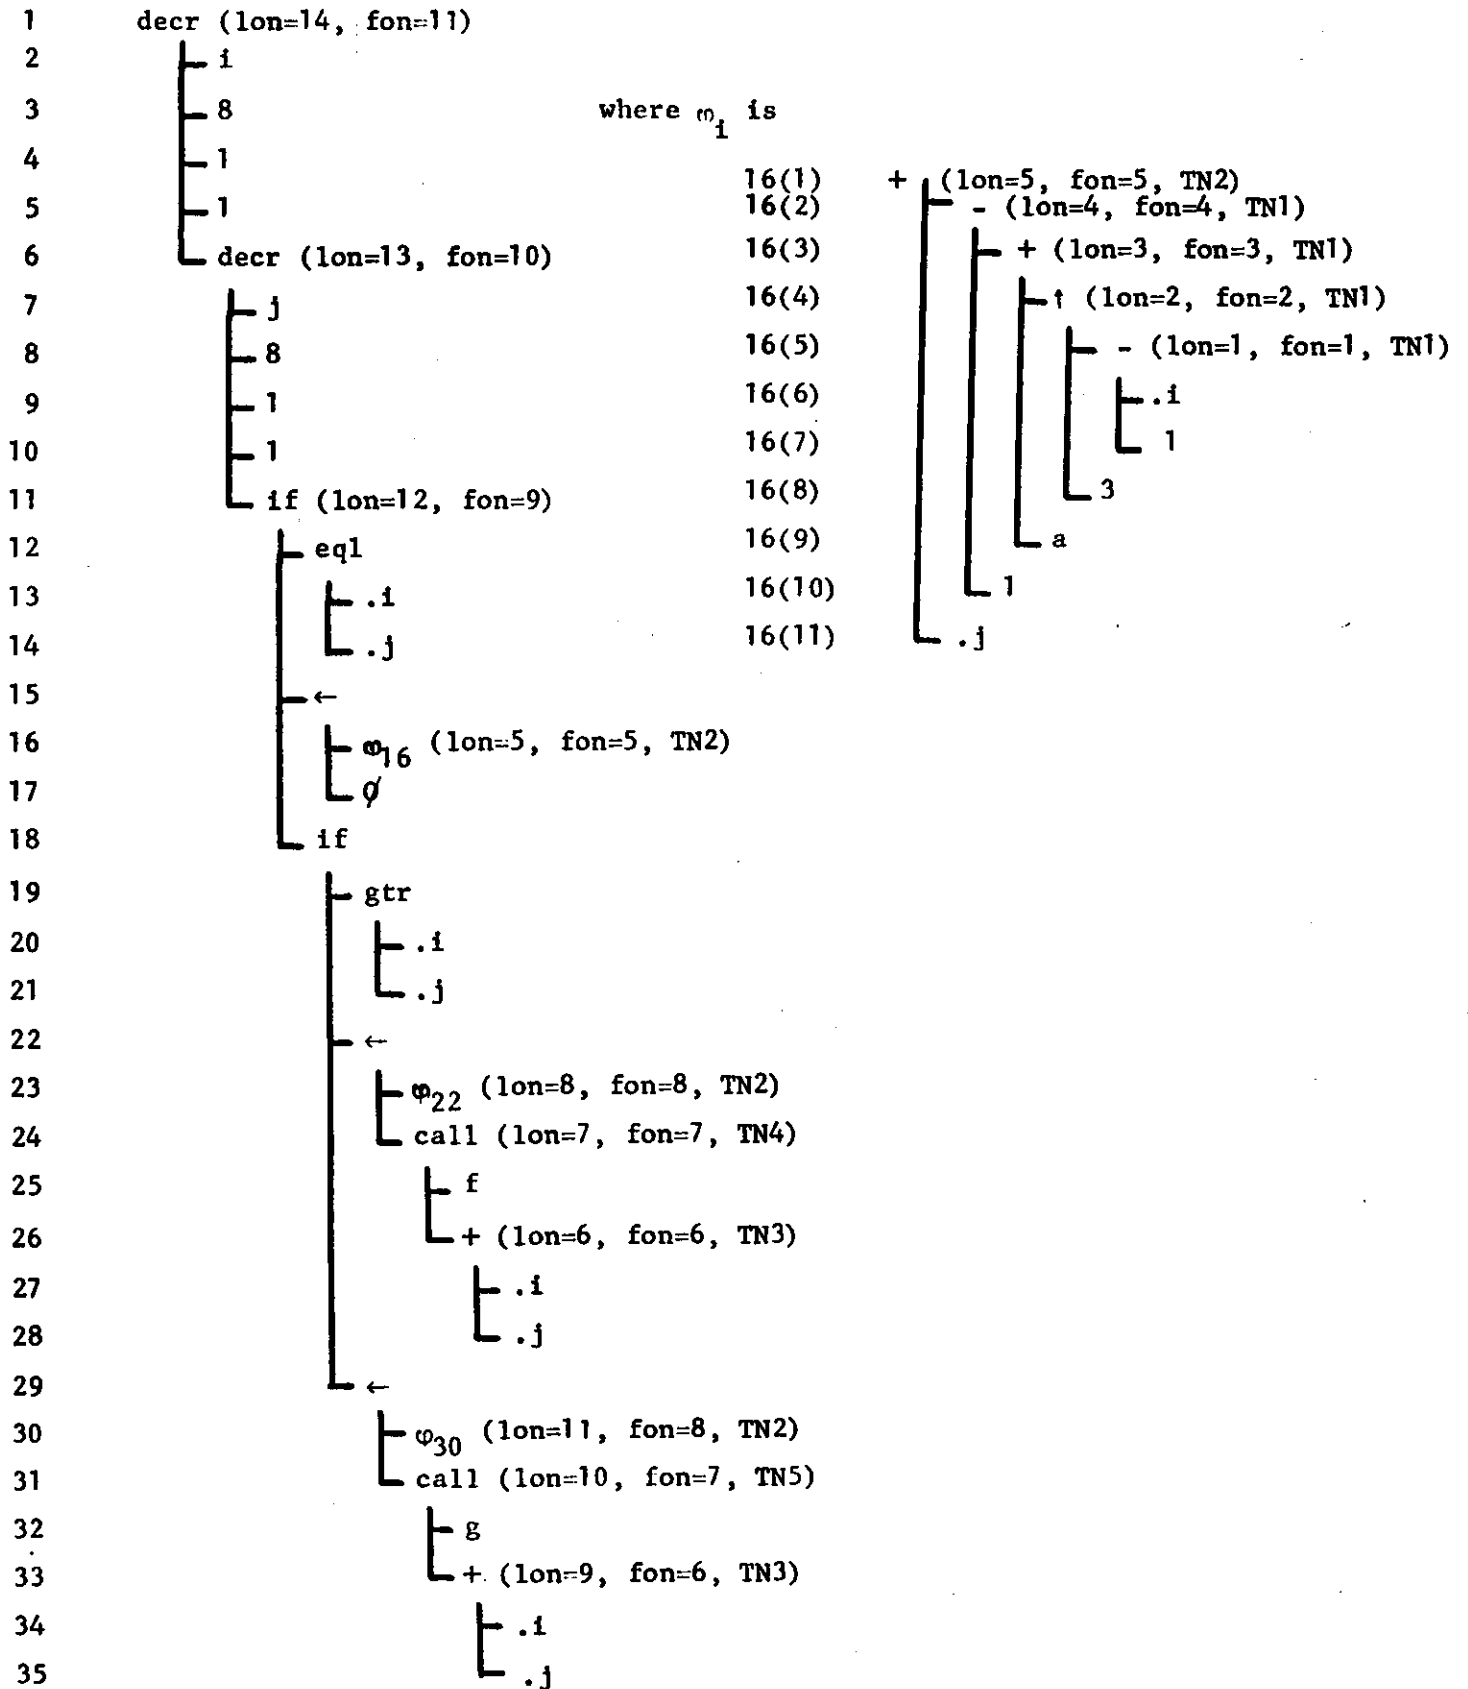 1 decr (lon=14, fon=11)
2 i
3 8 where φi is
4 1 16(1) + (lon=5, fon=5, TN2)
5 1 16(2) - (lon=4, fon=4, TN1)
6 decr (lon=13, fon=10) 16(3) + (lon=3, fon=3, TN1)
7 j 16(4) ↑ (lon=2, fon=2, TN1)
8 8 16(5) - (lon=1, fon=1, TN1)
9 1 16(6) .i
10 1 16(7) 1
11 if (lon=12, fon=9) 16(8) 3
12 eql 16(9) a
13 .i 16(10) 1
14 .j 16(11) .j
15 ←
16 φ16 (lon=5, fon=5, TN2)
17 Ø
18 if
19 gtr
20 .i
21 .j
22 ←
23 φ22 (lon=8, fon=8, TN2)
24 call (lon=7, fon=7, TN4)
25 f
26 + (lon=6, fon=6, TN3)
27 .i
28 .j
29 ←
30 φ30 (lon=11, fon=8, TN2)
31 call (lon=10, fon=7, TN5)
32 g
33 + (lon=9, fon=6, TN3)
34 .i
35 .j